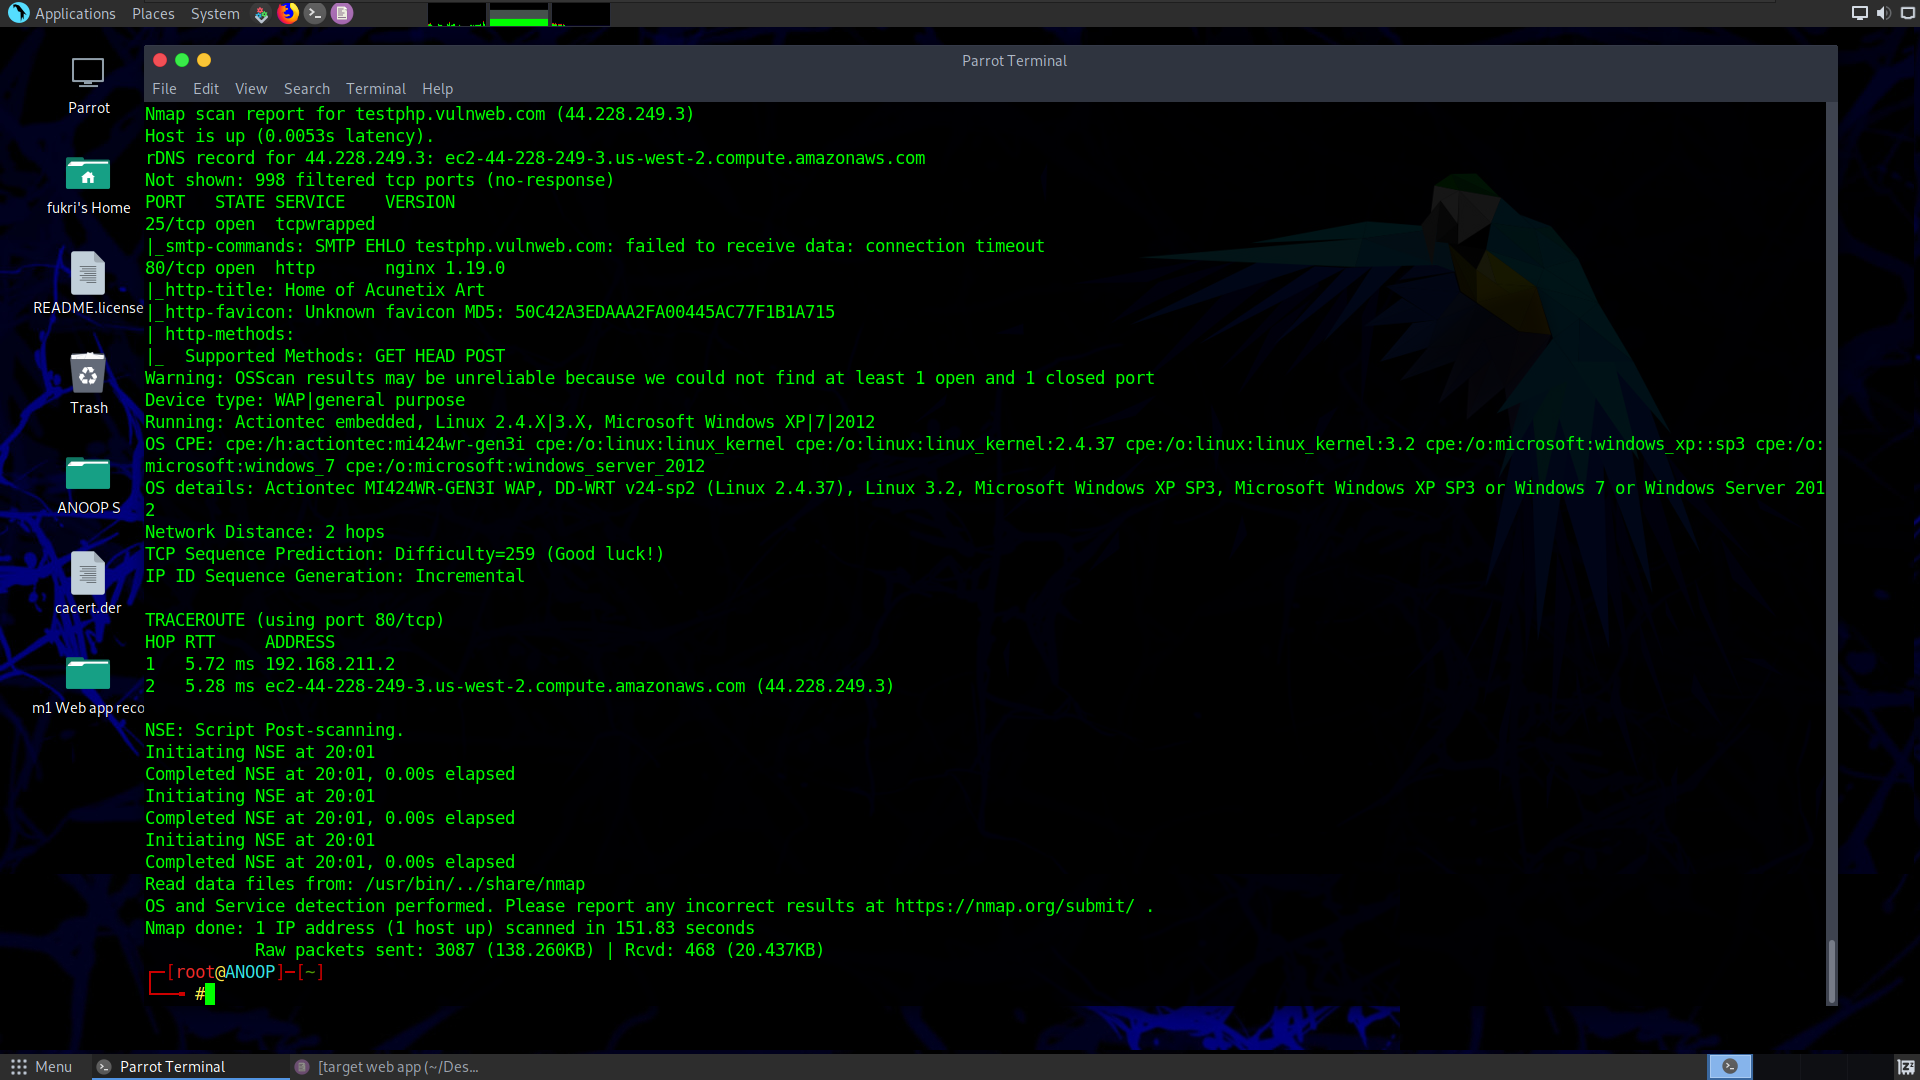 Applications Places System
Parrot Terminal
File Edit View Search Terminal Help
Parrot
fukri's Home
README.license
Trash
ANOOP S
cacert.der
m1 Web app reco
Nmap scan report for testphp.vulnweb.com (44.228.249.3)
Host is up (0.0053s latency).
rDNS record for 44.228.249.3: ec2-44-228-249-3.us-west-2.compute.amazonaws.com
Not shown: 998 filtered tcp ports (no-response)
PORT   STATE SERVICE    VERSION
25/tcp open  tcpwrapped
|_smtp-commands: SMTP EHLO testphp.vulnweb.com: failed to receive data: connection timeout
80/tcp open  http       nginx 1.19.0
|_http-title: Home of Acunetix Art
|_http-favicon: Unknown favicon MD5: 50C42A3EDAAA2FA00445AC77F1B1A715
| http-methods:
|_  Supported Methods: GET HEAD POST
Warning: OSScan results may be unreliable because we could not find at least 1 open and 1 closed port
Device type: WAP|general purpose
Running: Actiontec embedded, Linux 2.4.X|3.X, Microsoft Windows XP|7|2012
OS CPE: cpe:/h:actiontec:mi424wr-gen3i cpe:/o:linux:linux_kernel cpe:/o:linux:linux_kernel:2.4.37 cpe:/o:linux:linux_kernel:3.2 cpe:/o:microsoft:windows_xp::sp3 cpe:/o:
microsoft:windows_7 cpe:/o:microsoft:windows_server_2012
OS details: Actiontec MI424WR-GEN3I WAP, DD-WRT v24-sp2 (Linux 2.4.37), Linux 3.2, Microsoft Windows XP SP3, Microsoft Windows XP SP3 or Windows 7 or Windows Server 201
2
Network Distance: 2 hops
TCP Sequence Prediction: Difficulty=259 (Good luck!)
IP ID Sequence Generation: Incremental
TRACEROUTE (using port 80/tcp)
HOP RTT     ADDRESS
1   5.72 ms 192.168.211.2
2   5.28 ms ec2-44-228-249-3.us-west-2.compute.amazonaws.com (44.228.249.3)
NSE: Script Post-scanning.
Initiating NSE at 20:01
Completed NSE at 20:01, 0.00s elapsed
Initiating NSE at 20:01
Completed NSE at 20:01, 0.00s elapsed
Initiating NSE at 20:01
Completed NSE at 20:01, 0.00s elapsed
Read data files from: /usr/bin/../share/nmap
OS and Service detection performed. Please report any incorrect results at https://nmap.org/submit/ .
Nmap done: 1 IP address (1 host up) scanned in 151.83 seconds
           Raw packets sent: 3087 (138.260KB) | Rcvd: 468 (20.437KB)
┌─[root@ANOOP]─[~]
└──╼ #
Menu Parrot Terminal [target web app (~/Des...